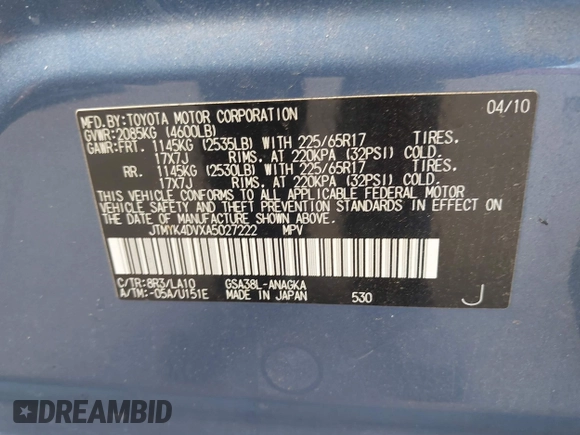 MFD.BY:TOYOTA MOTOR CORPORATION 04/10
GVWR:2085KG (4600LB)
GAWR:FRT. 1145KG (2535LB) WITH 225/65R17 TIRES.
17X7J RIMS. AT 220KPA (32PSI) COLD.
RR. 1145KG (2530LB) WITH 225/65R17 TIRES.
17X7J RIMS. AT 220KPA (32PSI) COLD.
THIS VEHICLE CONFORMS TO ALL APPLICABLE FEDERAL MOTOR
VEHICLE SAFETY AND THEFT PREVENTION STANDARDS IN EFFECT ON
THE DATE OF MANUFACTURE SHOWN ABOVE.
JTMYK4DVXA5027222 MPV
C/TR:8R3/LA10 GSA38L-ANAGKA
A/TM:-05A/U151E MADE IN JAPAN 530 J
DREAMBID